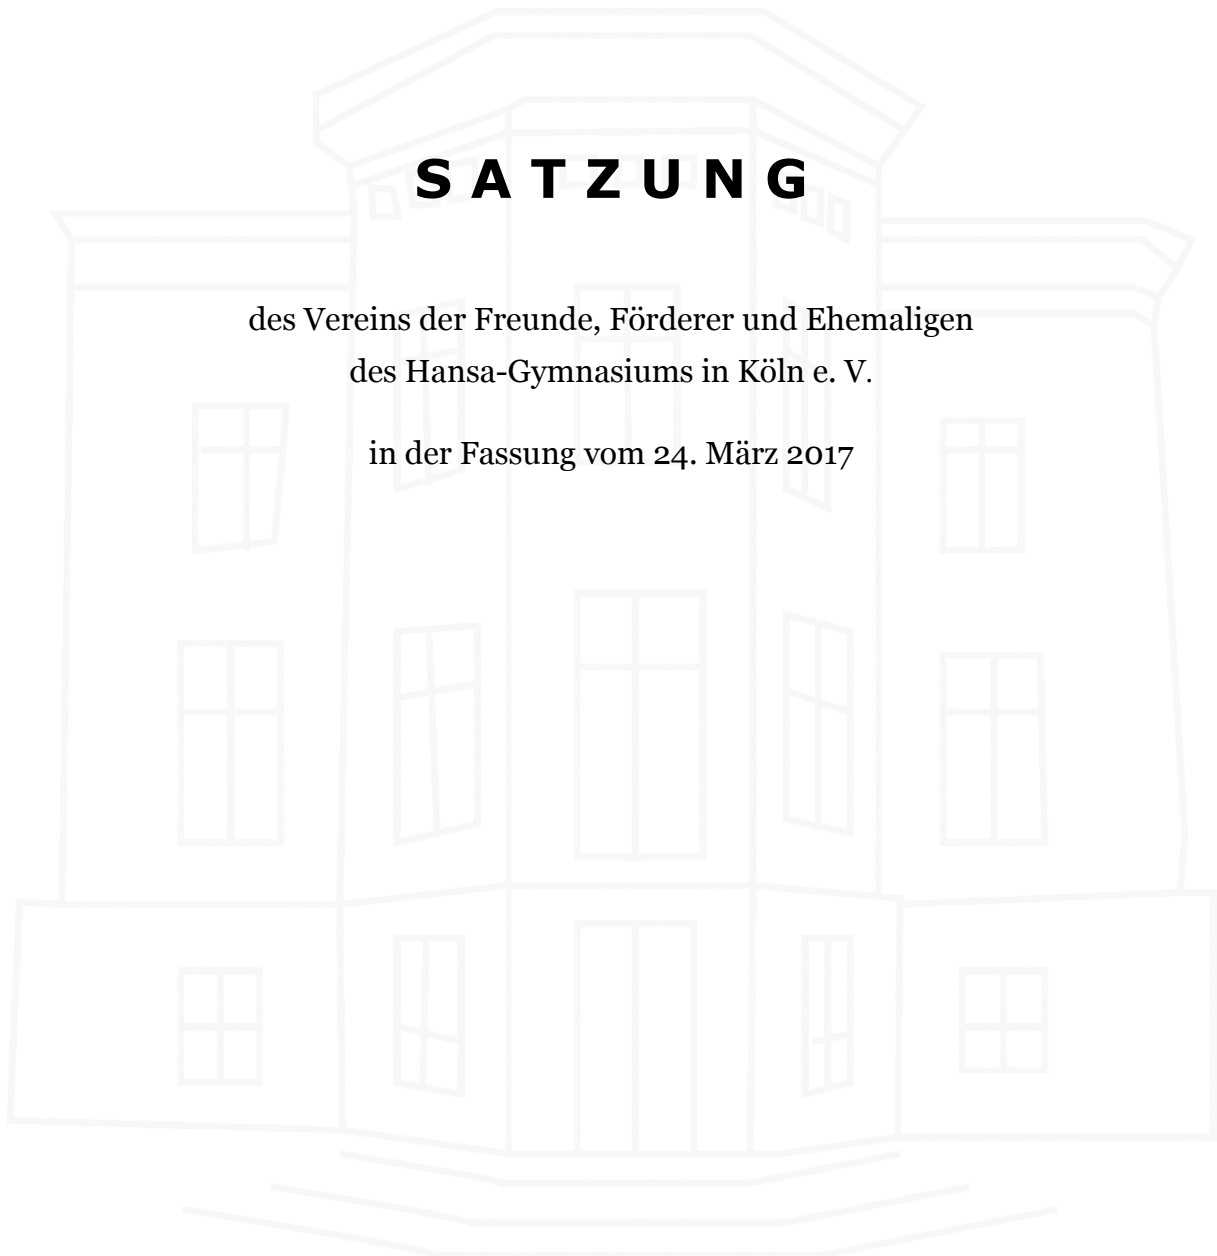 S A T Z U N G
des Vereins der Freunde, Förderer und Ehemaligen
des Hansa-Gymnasiums in Köln e. V.
in der Fassung vom 24. März 2017